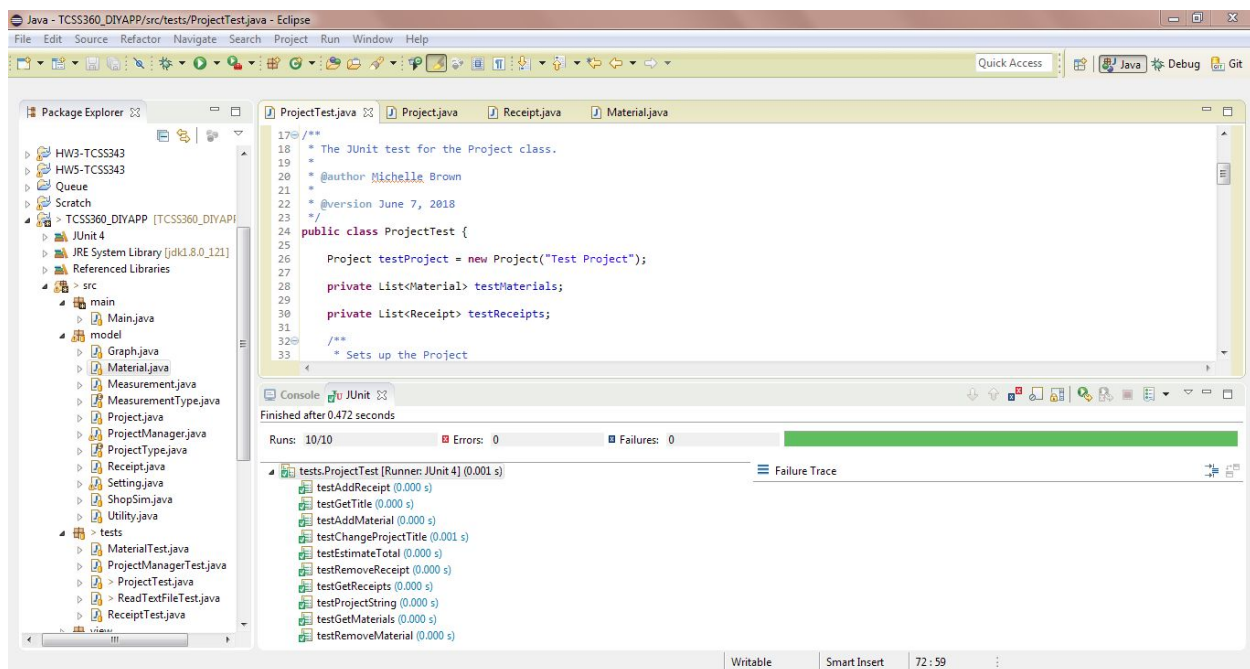 Java - TCSS360_DIYAPP/src/tests/ProjectTest.java - Eclipse
File Edit Source Refactor Navigate Search Project Run Window Help
Quick Access Java Debug Git
Package Explorer
HW3-TCSS343
HW5-TCSS343
Queue
Scratch
> TCSS360_DIYAPP [TCSS360_DIYAPP
JUnit 4
JRE System Library [jdk1.8.0_121]
Referenced Libraries
> src
main
Main.java
model
Graph.java
Material.java
Measurement.java
MeasurementType.java
Project.java
ProjectManager.java
ProjectType.java
Receipt.java
Setting.java
ShopSim.java
Utility.java
> tests
MaterialTest.java
ProjectManagerTest.java
> ProjectTest.java
> ReadTextFileTest.java
ReceiptTest.java
view
ProjectTest.java Project.java Receipt.java Material.java
17 /**
18 * The JUnit test for the Project class.
19 *
20 * @author Michelle Brown
21 *
22 * @version June 7, 2018
23 */
24 public class ProjectTest {
25
26 Project testProject = new Project("Test Project");
27
28 private List<Material> testMaterials;
29
30 private List<Receipt> testReceipts;
31
32 /**
33 * Sets up the Project
Console JUnit
Finished after 0.472 seconds
Runs: 10/10 Errors: 0 Failures: 0
tests.ProjectTest [Runner: JUnit 4] (0.001 s)
testAddReceipt (0.000 s)
testGetTitle (0.000 s)
testAddMaterial (0.000 s)
testChangeProjectTitle (0.001 s)
testEstimateTotal (0.000 s)
testRemoveReceipt (0.000 s)
testGetReceipts (0.000 s)
testProjectString (0.000 s)
testGetMaterials (0.000 s)
testRemoveMaterial (0.000 s)
Failure Trace
Writable Smart Insert 72 : 59